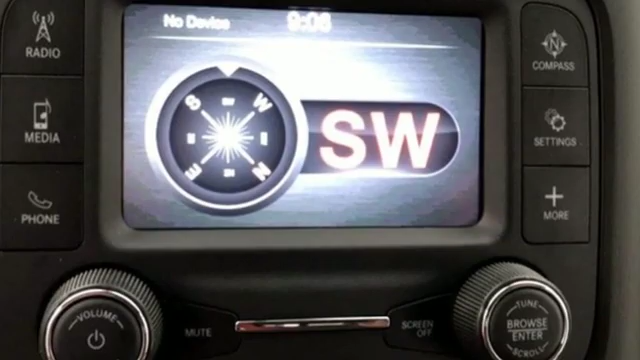 No Device 9:06
RADIO
MEDIA
PHONE
S
W
E
N
SW
N
COMPASS
SETTINGS
MORE
VOLUME
MUTE
SCREEN
OFF
TUNE
BROWSE
ENTER
SCROLL